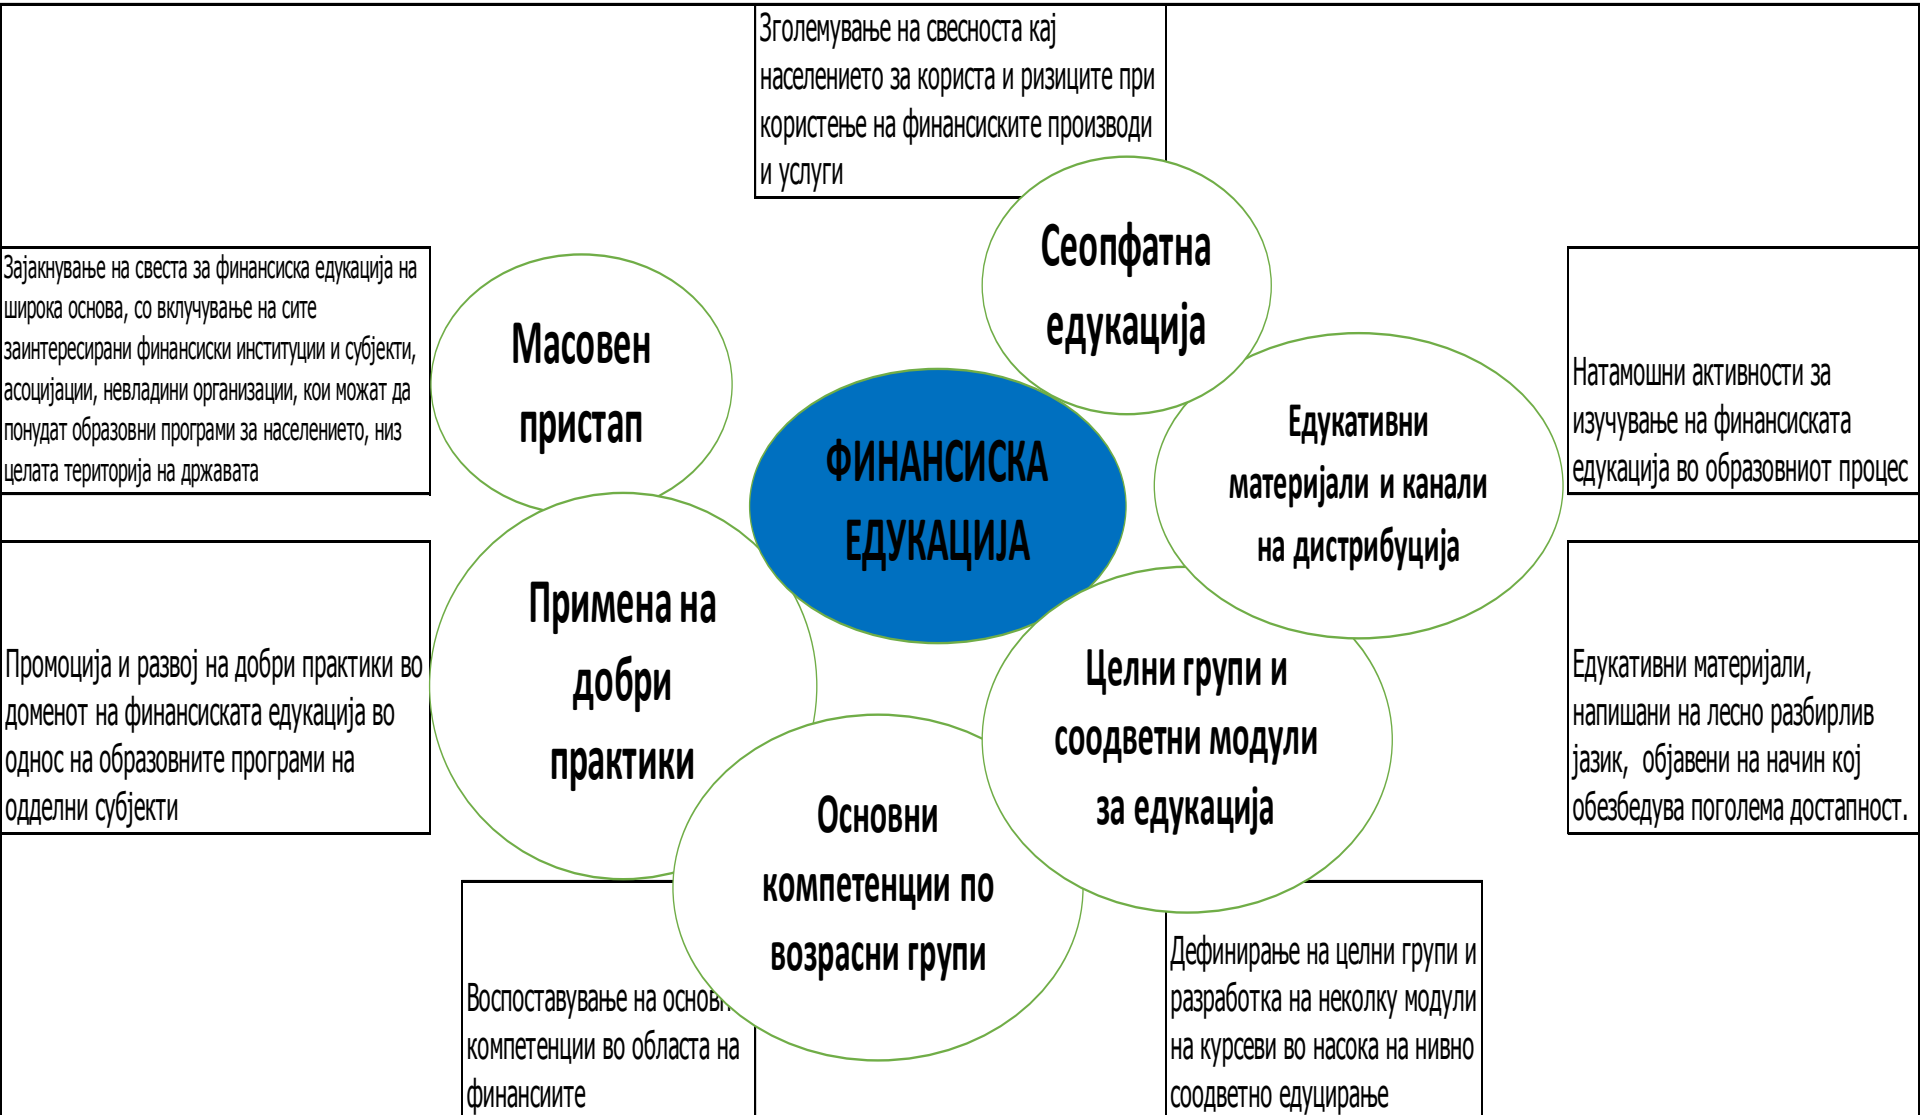 Зголемување на свесноста кај
населението за користа и ризиците при
користење на финансиските производи
и услуги
Сеопфатна
едукација
Зајакнување на свеста за финансиска едукација на
широка основа, со вклучување на сите
заинтересирани финансиски институции и субјекти,
асоцијации, невладини организации, кои можат да
понудат образовни програми за населението, низ
целата територија на државата
Масовен
пристап
ФИНАНСИСКА
ЕДУКАЦИЈА
Едукативни
материјали и канали
на дистрибуција
Натамошни активности за
изучување на финансиската
едукација во образовниот процес
Промоција и развој на добри практики во
доменот на финансиската едукација во
однос на образовните програми на
одделни субјекти
Примена на
добри
практики
Целни групи и
соодветни модули
за едукација
Едукативни материјали,
напишани на лесно разбирлив
јазик, објавени на начин кој
обезбедува поголема достапност.
Основни
компетенции по
возрасни групи
Воспоставување на
компетенции во областа на
финансиите
Дефинирање на целни групи и
разработка на неколку модули
на курсеви во насока на нивно
соодветно едуцирање